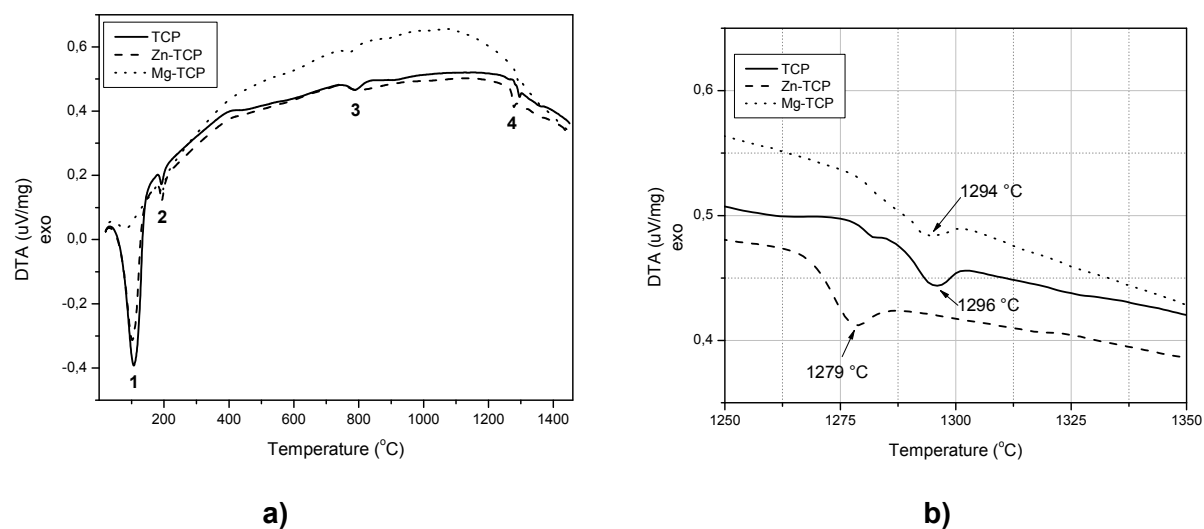 TCP
Zn-TCP
Mg-TCP
0,6
0,4
0,2
0,0
-0,2
-0,4
DTA (uV/mg)
exo
1
2
3
4
200 400 600 800 1000 1200 1400
Temperature (°C)
a)
TCP
Zn-TCP
Mg-TCP
0,6
0,5
0,4
DTA (uV/mg)
exo
1294 °C
1296 °C
1279 °C
1250 1275 1300 1325 1350
Temperature (°C)
b)